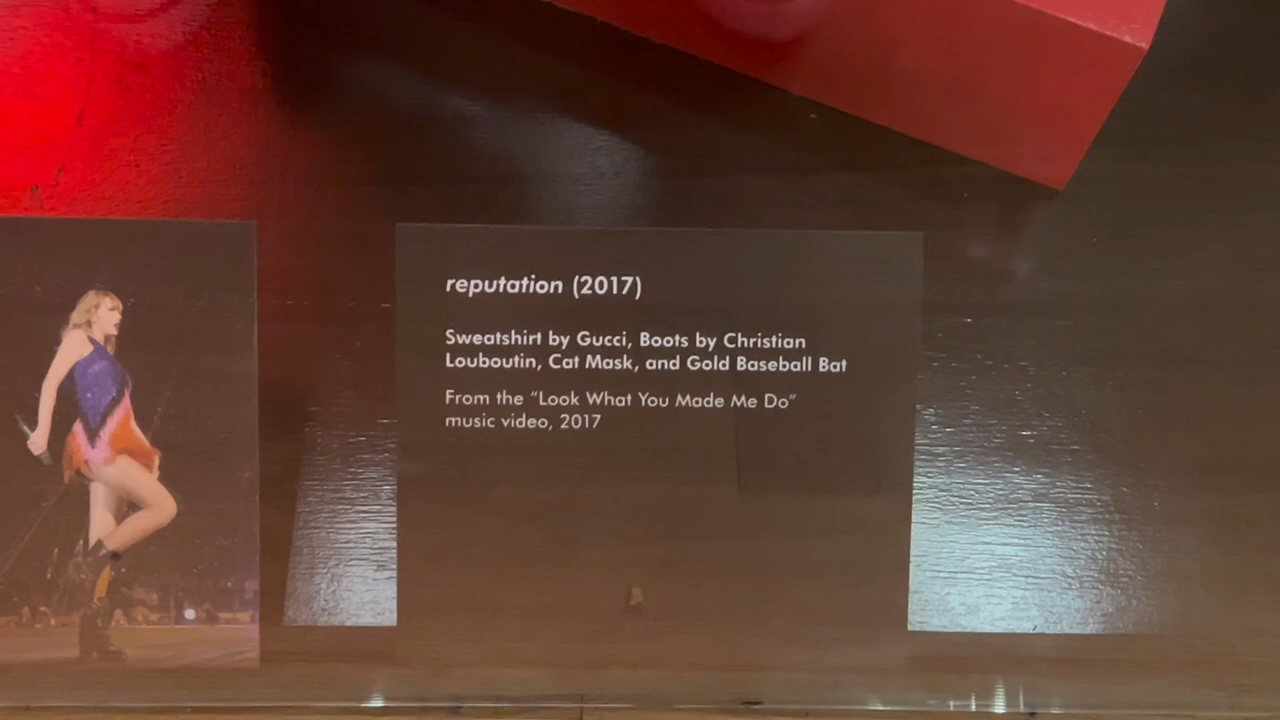 reputation (2017)
Sweatshirt by Gucci, Boots by Christian
Louboutin, Cat Mask, and Gold Baseball Bat
From the “Look What You Made Me Do”
music video, 2017